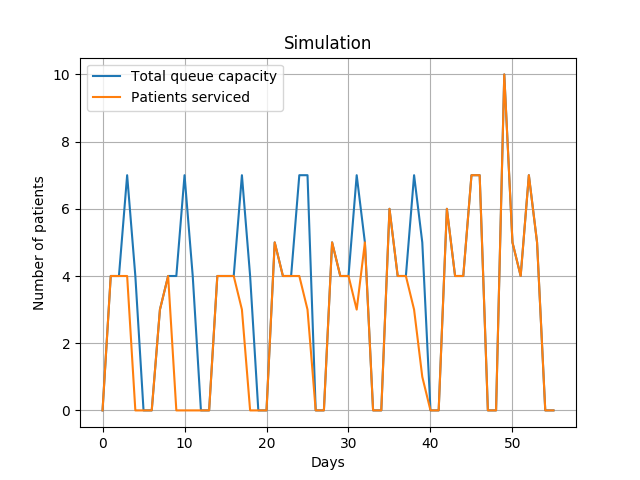 Simulation
Total queue capacity
Patients serviced
Number of patients
10
8
6
4
2
0
0 10 20 30 40 50
Days